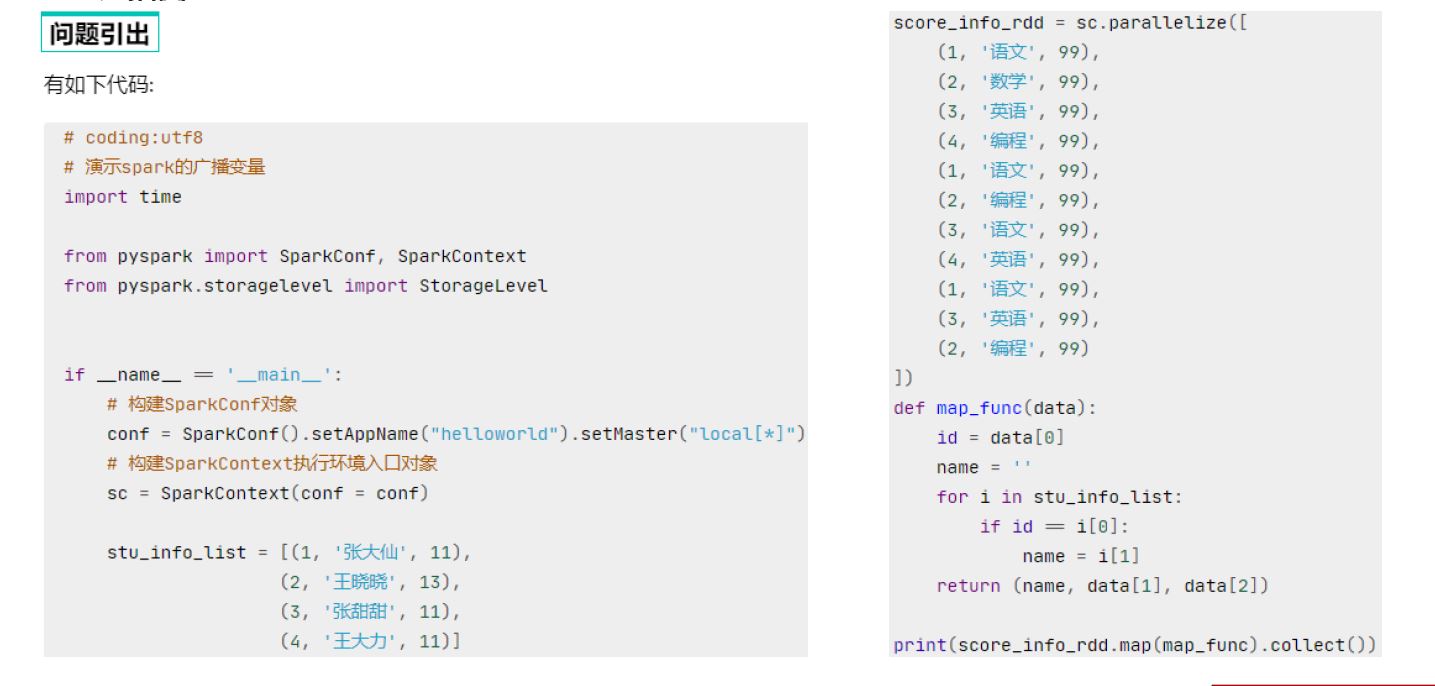 问题引出
有如下代码:
# coding:utf8
# 演示spark的广播变量
import time
from pyspark import SparkConf, SparkContext
from pyspark.storagelevel import StorageLevel
if __name__ == '__main__':
    # 构建SparkConf对象
    conf = SparkConf().setAppName("helloworld").setMaster("local[*]")
    # 构建SparkContext执行环境入口对象
    sc = SparkContext(conf = conf)
    stu_info_list = [(1, '张大仙', 11),
                    (2, '王晓晓', 13),
                    (3, '张甜甜', 11),
                    (4, '王大力', 11)]
score_info_rdd = sc.parallelize([
    (1, '语文', 99),
    (2, '数学', 99),
    (3, '英语', 99),
    (4, '编程', 99),
    (1, '语文', 99),
    (2, '编程', 99),
    (3, '语文', 99),
    (4, '英语', 99),
    (1, '语文', 99),
    (3, '英语', 99),
    (2, '编程', 99)
])
def map_func(data):
    id = data[0]
    name = ''
    for i in stu_info_list:
        if id == i[0]:
            name = i[1]
    return (name, data[1], data[2])
print(score_info_rdd.map(map_func).collect())